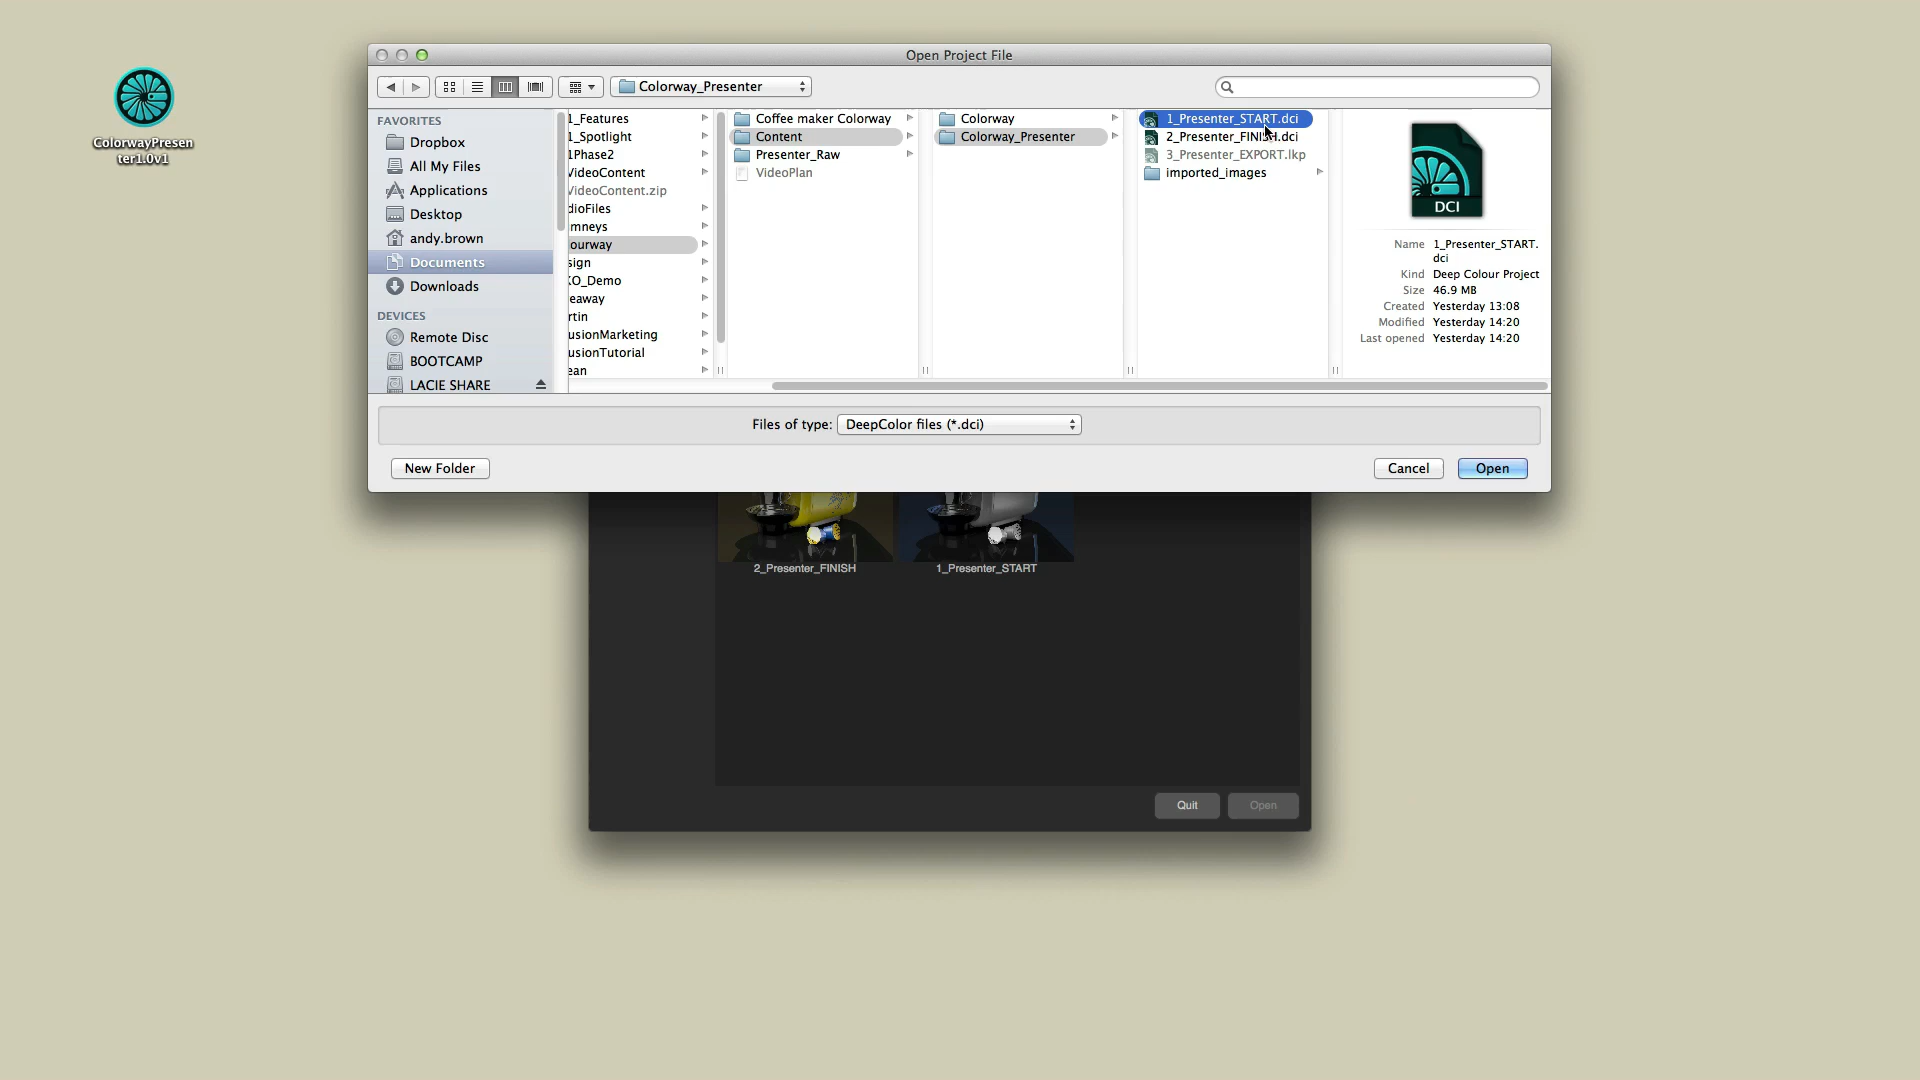 ColorwayPresen
ter1.0v1
Open Project File
Colorway_Presenter
FAVORITES
Dropbox
All My Files
Applications
Desktop
andy.brown
Documents
Downloads
DEVICES
Remote Disc
BOOTCAMP
LACIE SHARE
1_Features
1_Spotlight
1Phase2
VideoContent
VideoContent.zip
dioFiles
mneys
ourway
sign
KO_Demo
eaway
rtin
usionMarketing
usionTutorial
ean
Coffee maker Colorway
Content
Presenter_Raw
VideoPlan
Colorway
Colorway_Presenter
1_Presenter_START.dci
2_Presenter_FINISH.dci
3_Presenter_EXPORT.lkp
imported_images
DCI
Name 1_Presenter_START.
dci
Kind Deep Colour Project
Size 46.9 MB
Created Yesterday 13:08
Modified Yesterday 14:20
Last opened Yesterday 14:20
Files of type: DeepColor files (*.dci)
New Folder
Cancel
Open
2_Presenter_FINISH
1_Presenter_START
Quit
Open